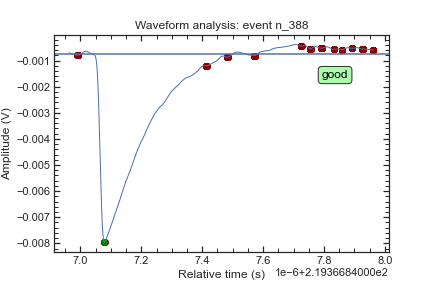 Waveform analysis: event n_388
Amplitude (V)
−0.001
−0.002
−0.003
−0.004
−0.005
−0.006
−0.007
−0.008
good
7.0 7.2 7.4 7.6 7.8 8.0
Relative time (s)
1e−6+2.1936684000e2